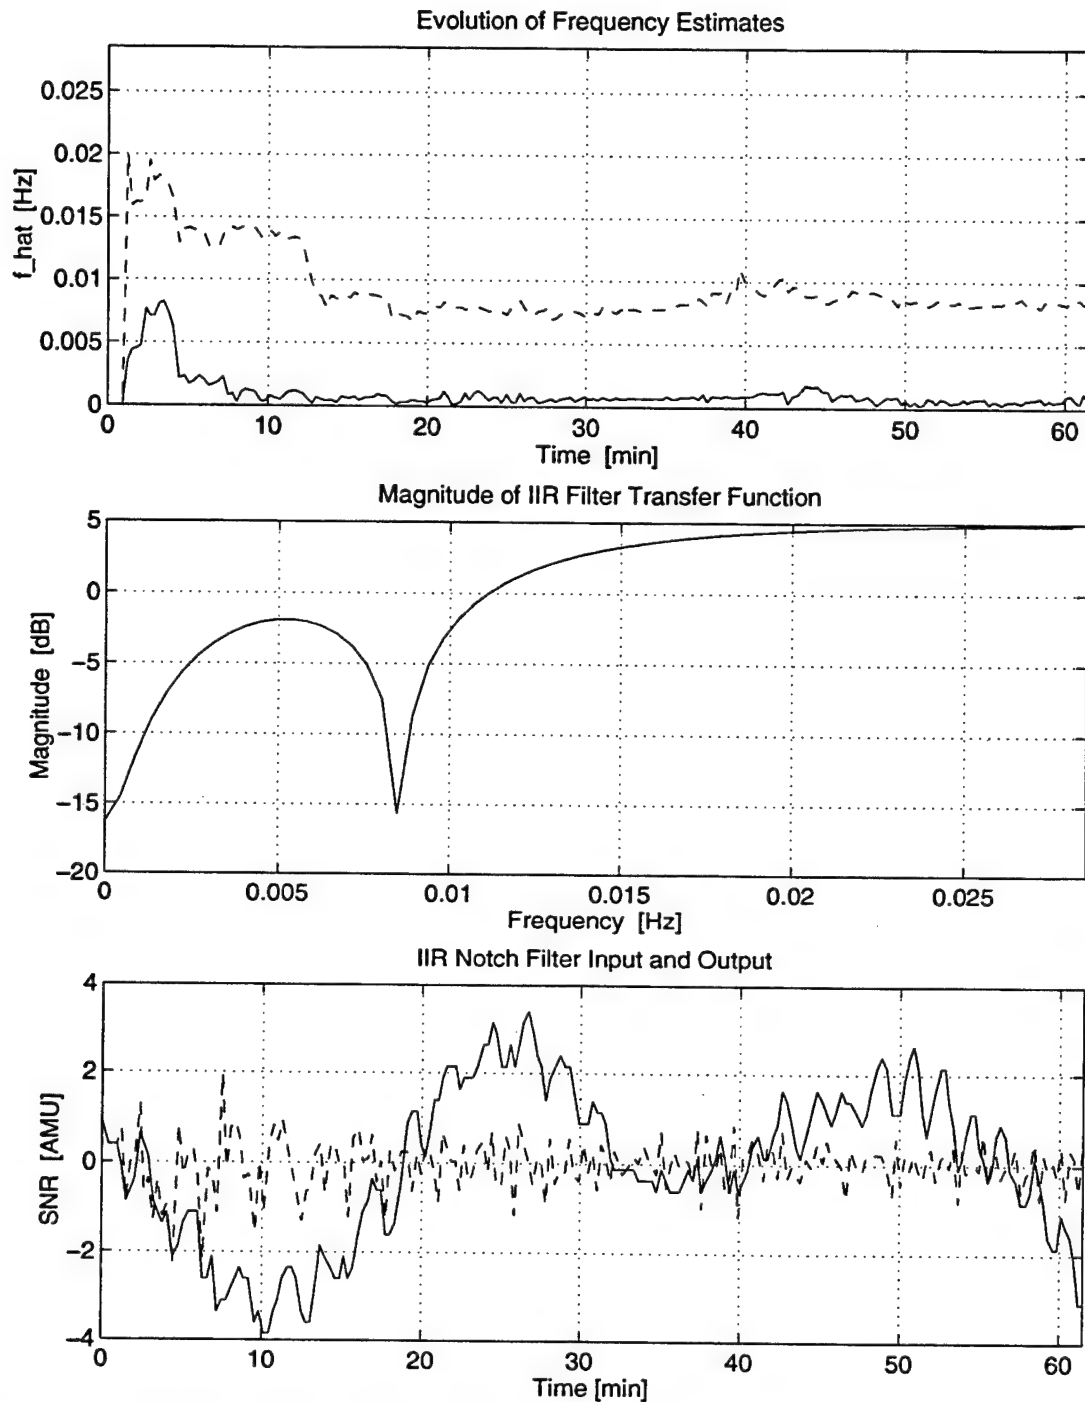 Evolution of Frequency Estimates
0.025
0.02
0.015
0.01
0.005
0
f_hat [Hz]
0 10 20 30 40 50 60
Time [min]
Magnitude of IIR Filter Transfer Function
5
0
-5
-10
-15
-20
Magnitude [dB]
0 0.005 0.01 0.015 0.02 0.025
Frequency [Hz]
IIR Notch Filter Input and Output
4
2
0
-2
-4
SNR [AMU]
0 10 20 30 40 50 60
Time [min]